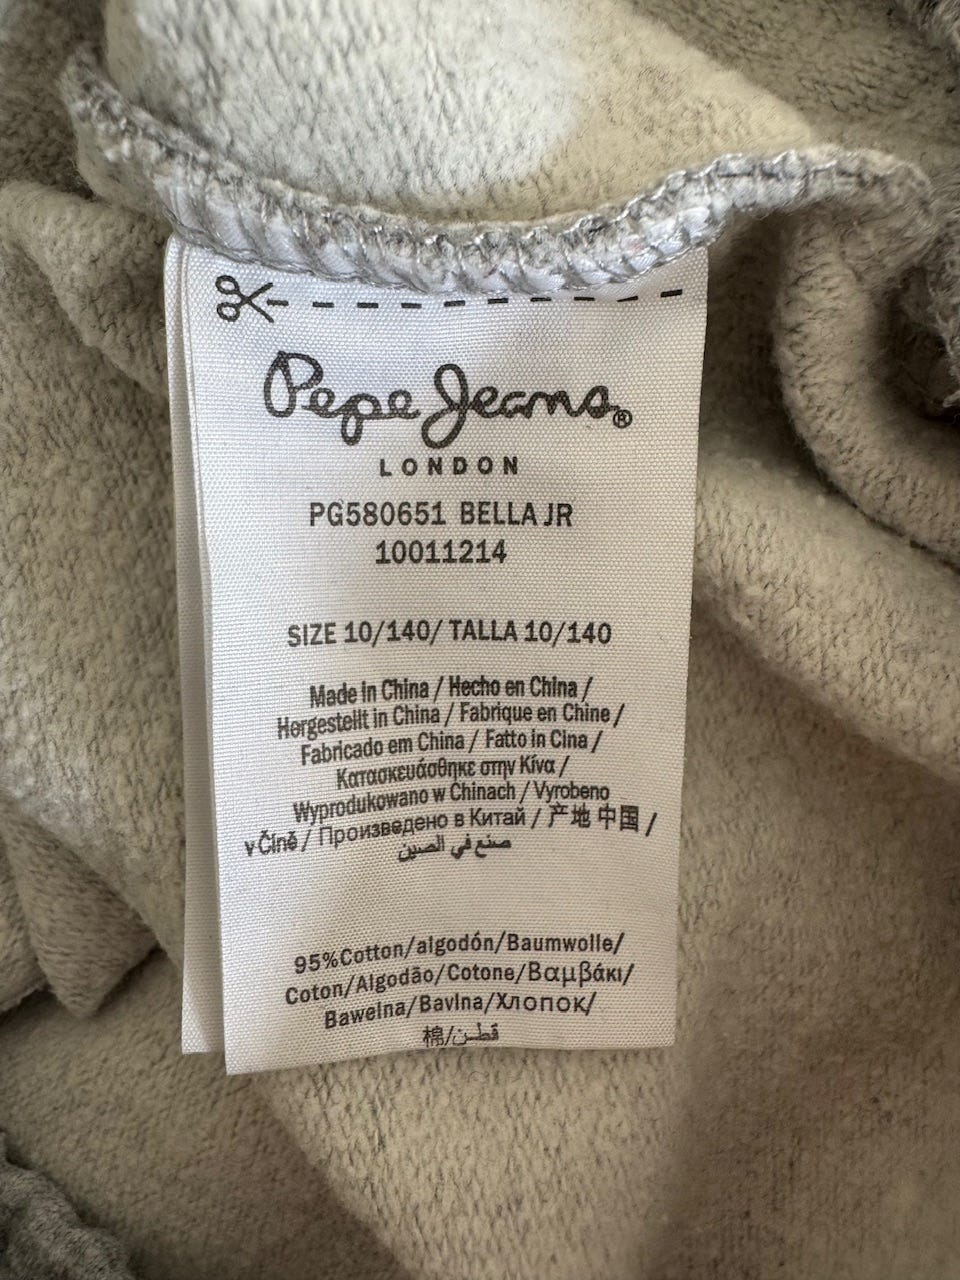 Pepe Jeans®
LONDON
PG580651 BELLA JR
10011214
SIZE 10/140/ TALLA 10/140
Made in China / Hecho en China /
Hergestellt in China / Fabrique en Chine /
Fabricado em China / Fatto in Cina /
Κατασκευάσθηκε στην Κίνα /
Wyprodukowano w Chinach / Vyrobeno
v Číně / Произведено в Китай / 产地 中国 /
صنع في الصين
95%Cotton/algodón/Baumwolle/
Coton/Algodão/Cotone/Βαμβάκι/
Bawełna/Bavlna/Хлопок/
棉/قطن